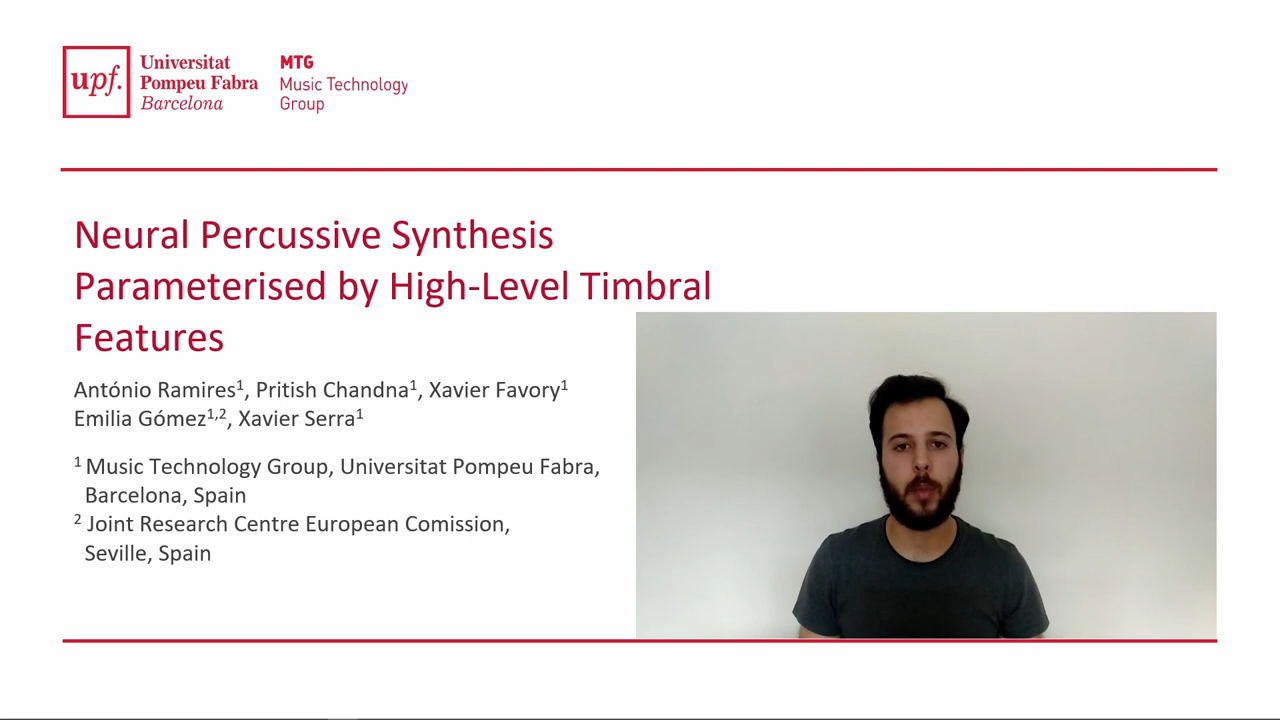 upf.
Universitat
Pompeu Fabra
Barcelona
MTG
Music Technology
Group
Neural Percussive Synthesis
Parameterised by High-Level Timbral
Features
António Ramires¹, Pritish Chandna¹, Xavier Favory¹
Emilia Gómez¹,², Xavier Serra¹
¹ Music Technology Group, Universitat Pompeu Fabra,
Barcelona, Spain
² Joint Research Centre European Comission,
Seville, Spain